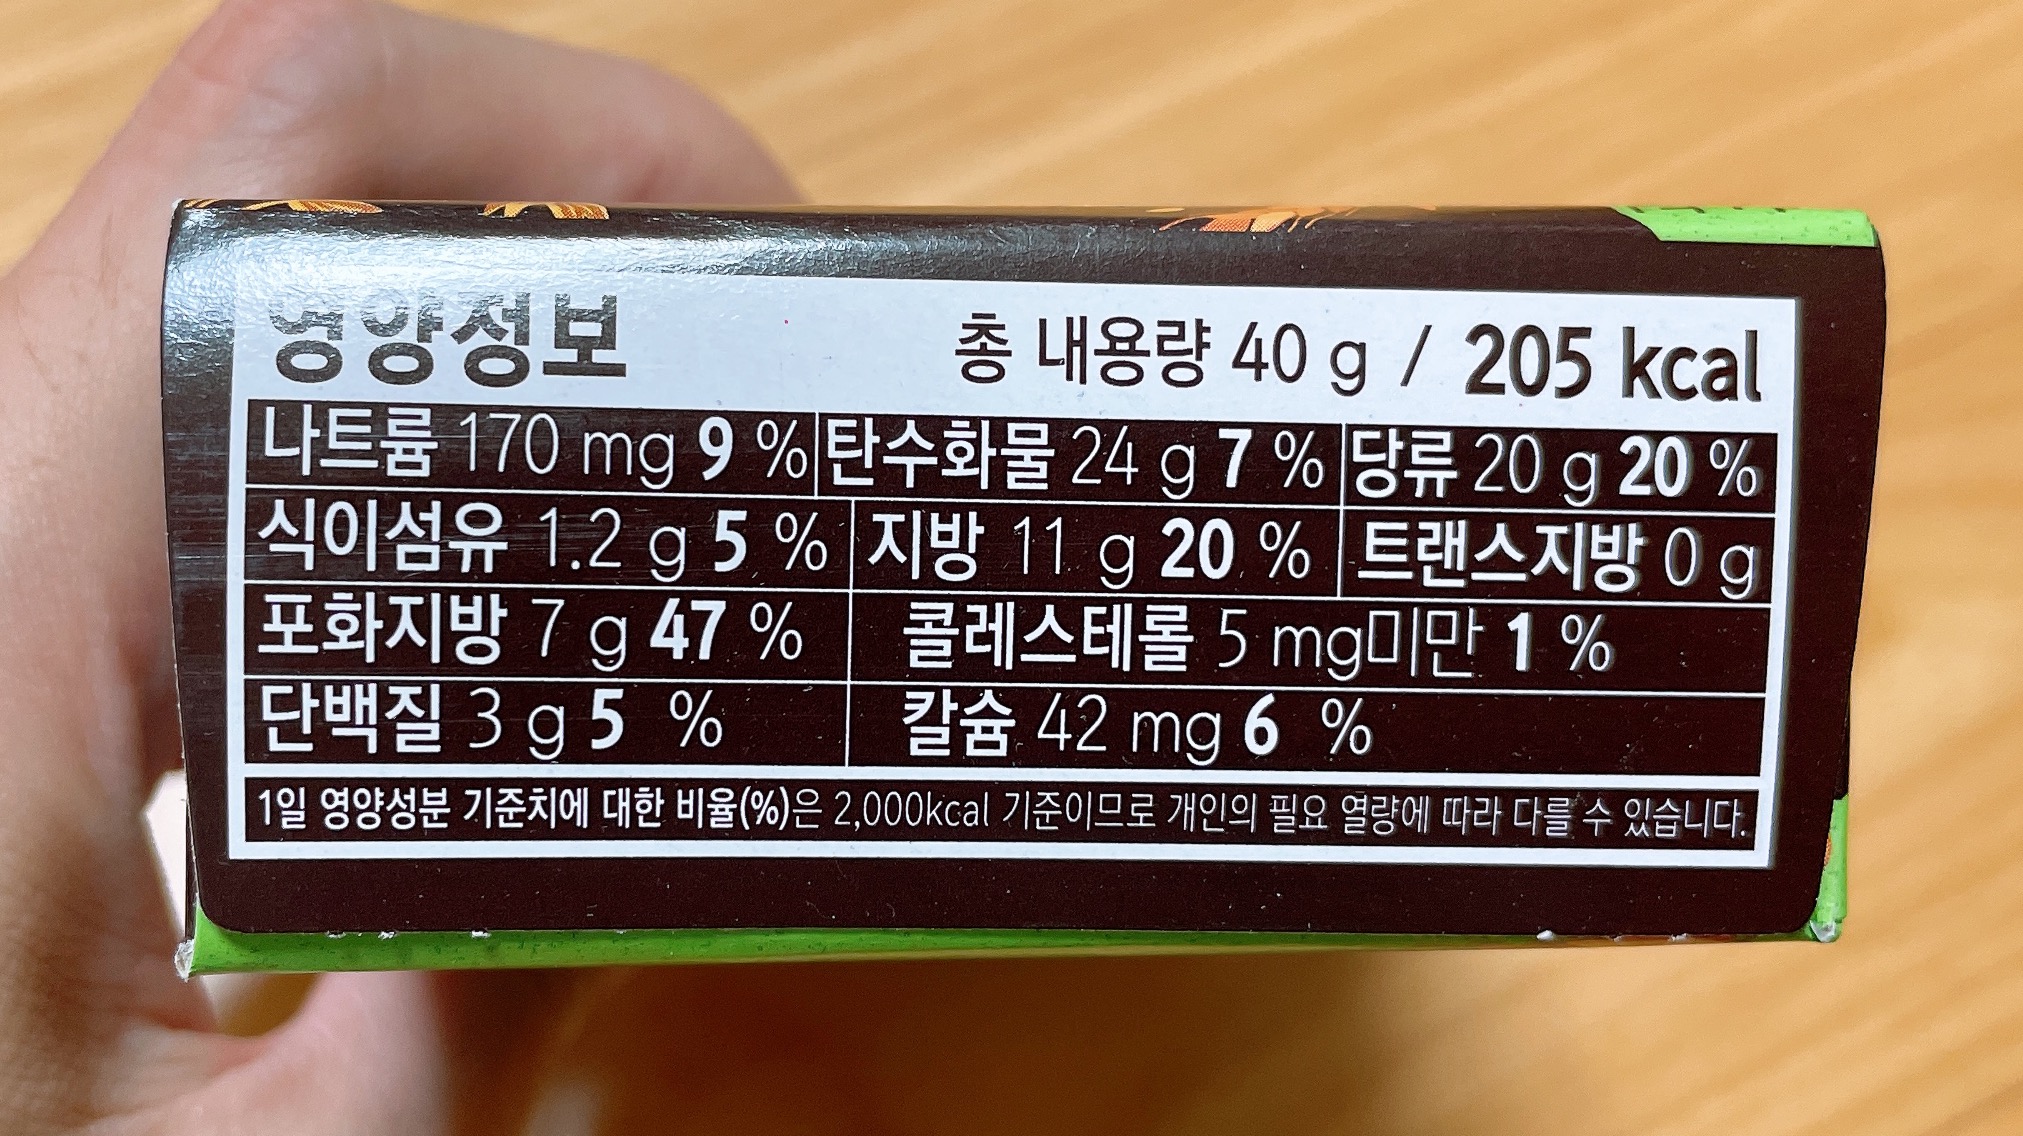 영양정보 총 내용량 40 g / 205 kcal
나트륨 170 mg 9 % 탄수화물 24 g 7 % 당류 20 g 20 %
식이섬유 1.2 g 5 % 지방 11 g 20 % 트랜스지방 0 g
포화지방 7 g 47 % 콜레스테롤 5 mg미만 1 %
단백질 3 g 5 % 칼슘 42 mg 6 %
1일 영양성분 기준치에 대한 비율(%)은 2,000kcal 기준이므로 개인의 필요 열량에 따라 다를 수 있습니다.